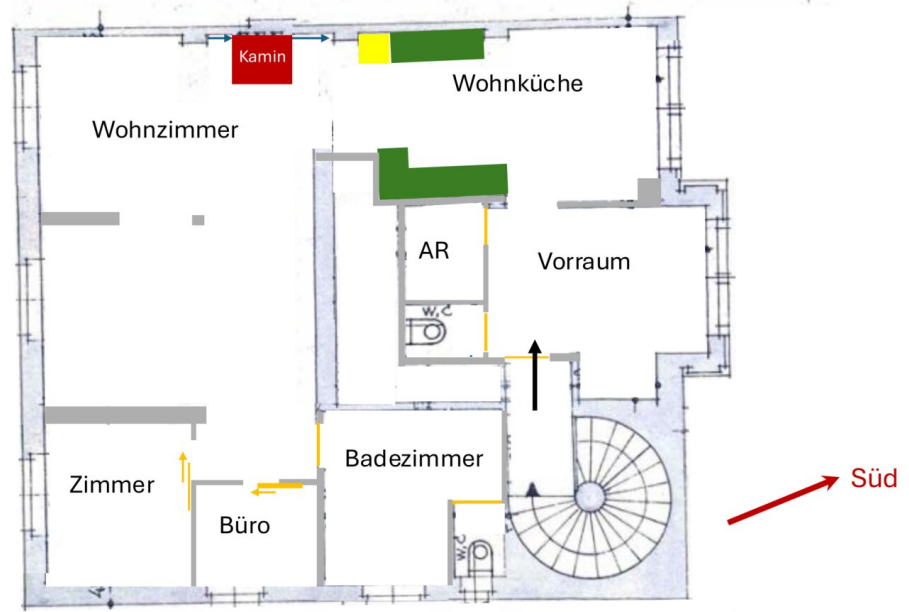 Kamin
Wohnküche
Wohnzimmer
AR
Vorraum
W.C
Badezimmer
Süd
Zimmer
Büro
W.C